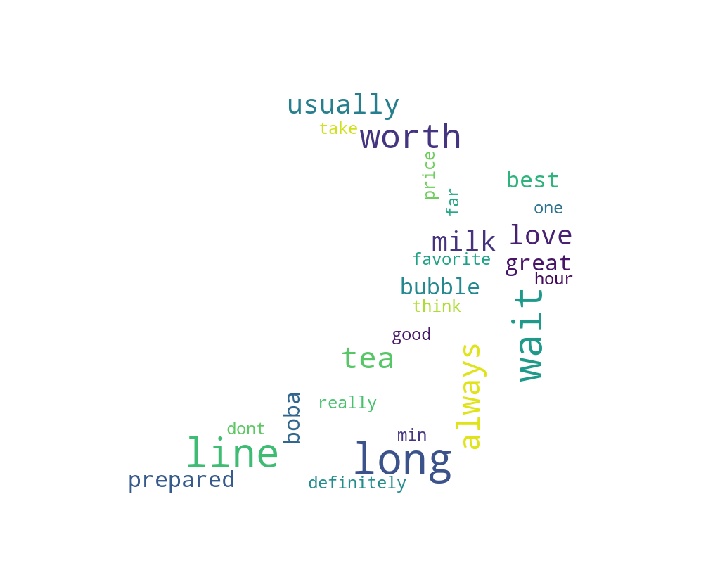 usually
take
worth
price
best
far
one
milk
love
favorite
great
hour
bubble
think
wait
good
tea
always
boba
really
dont
min
line
long
prepared
definitely